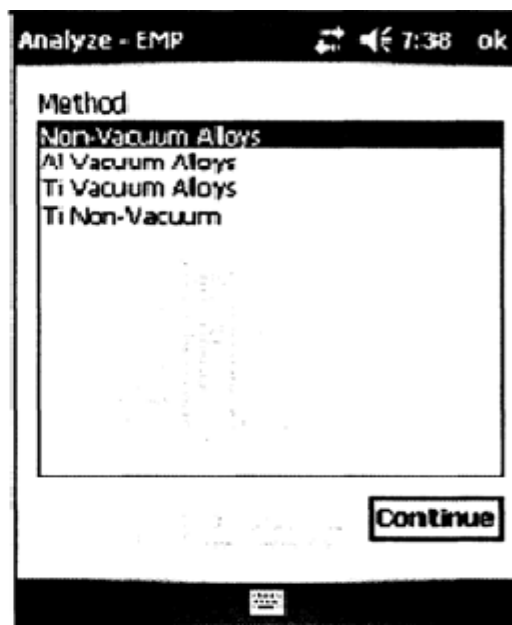 Analyze - EMP 7:38 ok
Method
Non-Vacuum Alloys
Al Vacuum Alloys
Ti Vacuum Alloys
Ti Non-Vacuum
Continue